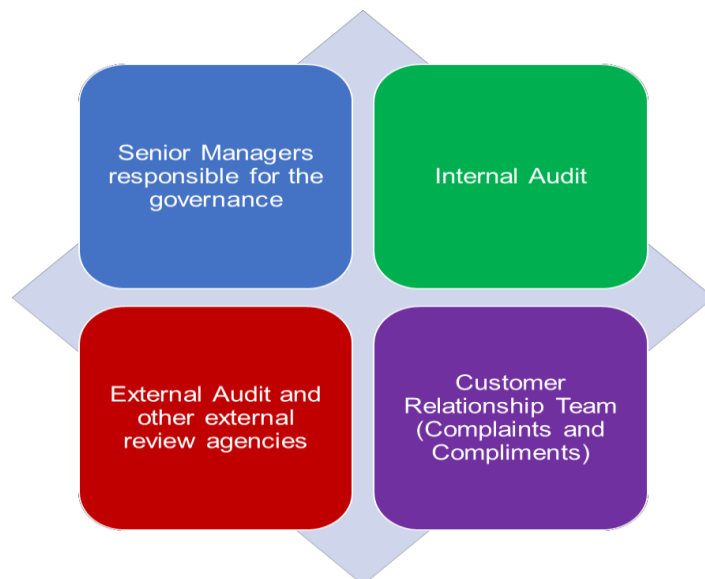 Senior Managers
responsible for the
governance
Internal Audit
External Audit and
other external
review agencies
Customer
Relationship Team
(Complaints and
Compliments)